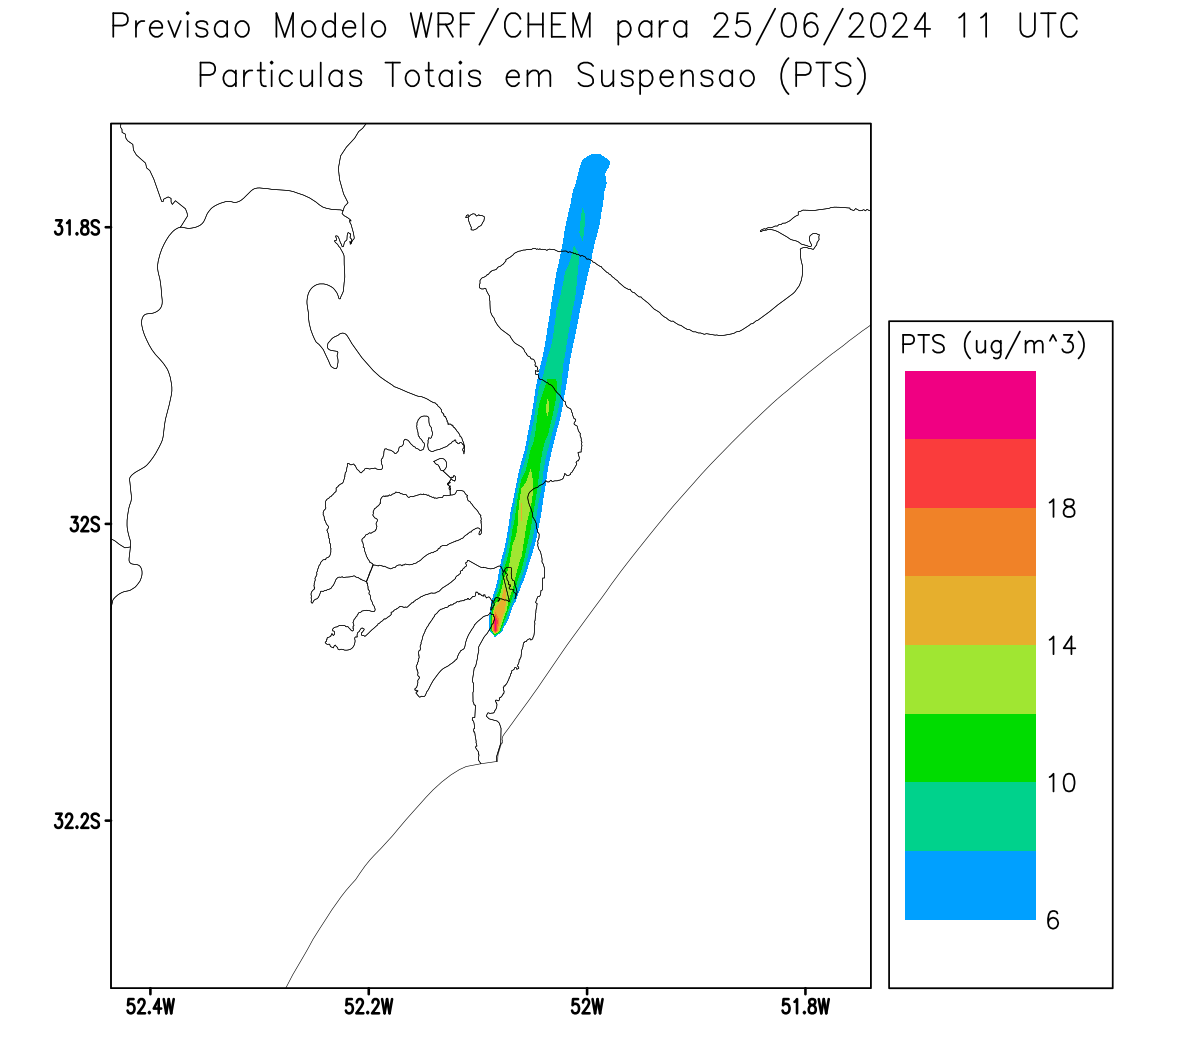 Previsao Modelo WRF/CHEM para 25/06/2024 11 UTC
Particulas Totais em Suspensao (PTS)
31.8S
32S
32.2S
52.4W
52.2W
52W
51.8W
PTS (ug/m^3)
18
14
10
6